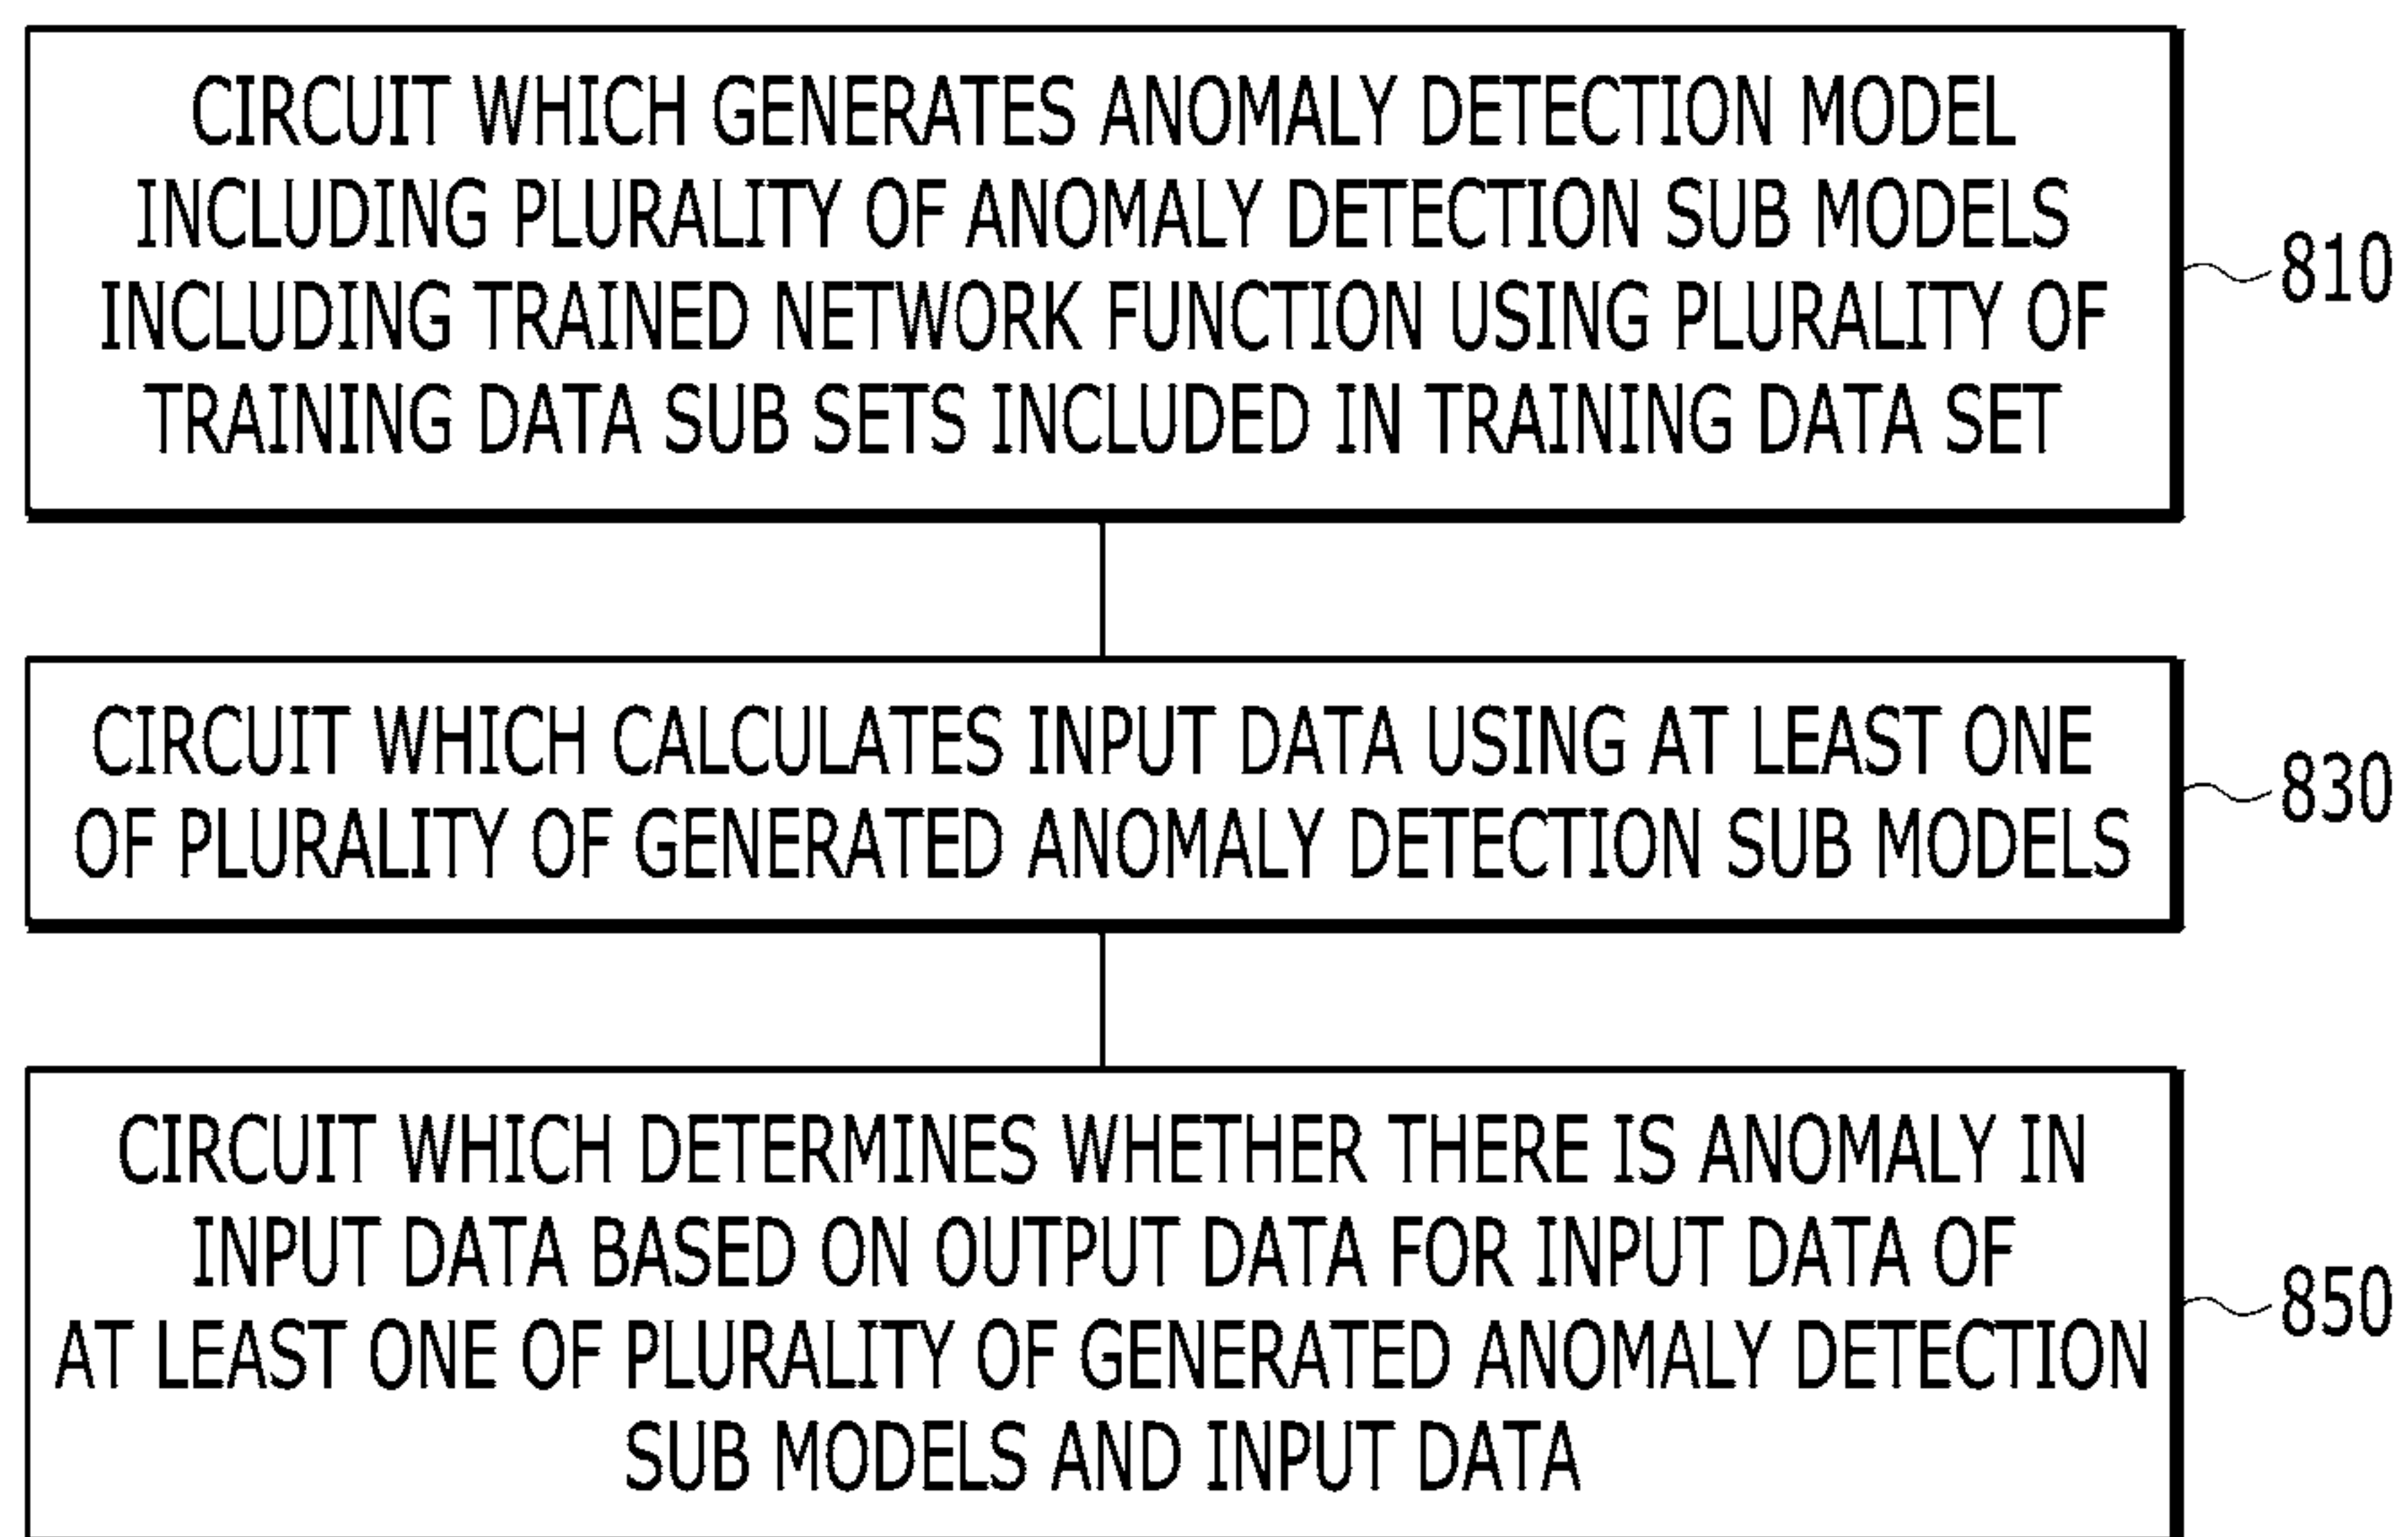 CIRCUIT WHICH GENERATES ANOMALY DETECTION MODEL
INCLUDING PLURALITY OF ANOMALY DETECTION SUB MODELS
INCLUDING TRAINED NETWORK FUNCTION USING PLURALITY OF
TRAINING DATA SUB SETS INCLUDED IN TRAINING DATA SET
810
CIRCUIT WHICH CALCULATES INPUT DATA USING AT LEAST ONE
OF PLURALITY OF GENERATED ANOMALY DETECTION SUB MODELS
830
CIRCUIT WHICH DETERMINES WHETHER THERE IS ANOMALY IN
INPUT DATA BASED ON OUTPUT DATA FOR INPUT DATA OF
AT LEAST ONE OF PLURALITY OF GENERATED ANOMALY DETECTION
SUB MODELS AND INPUT DATA
850